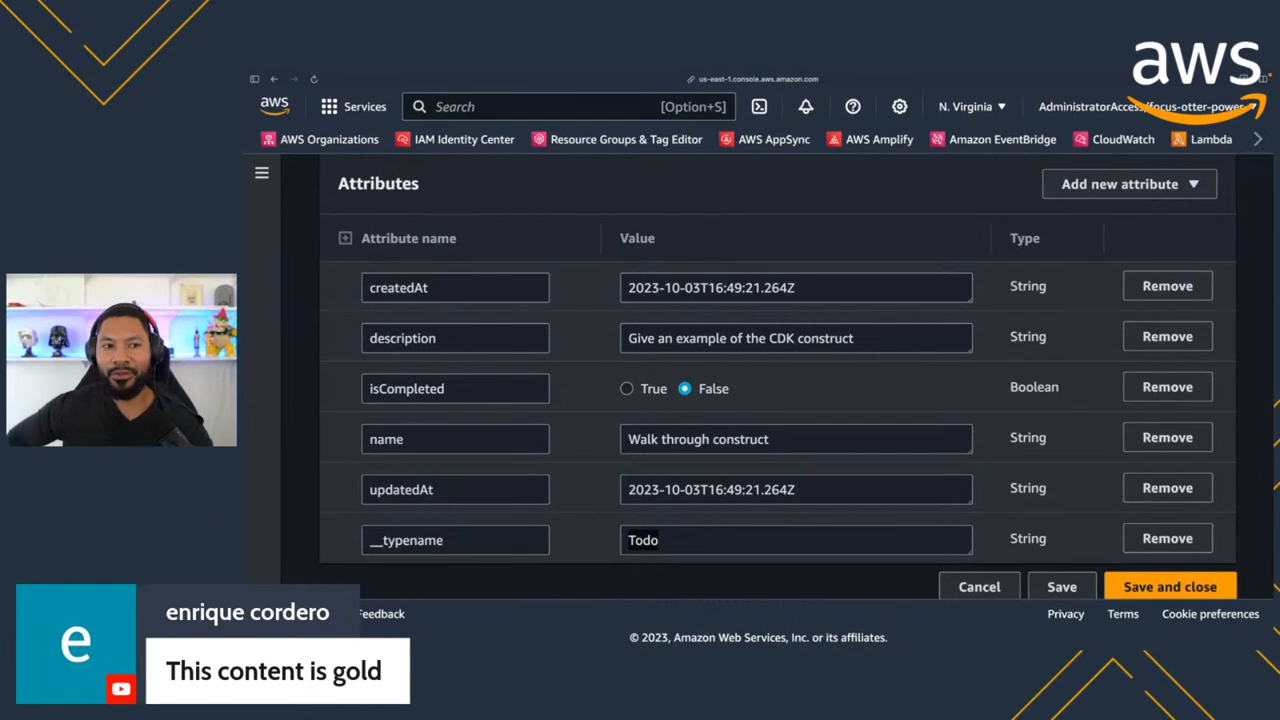 aws
us-east-1.console.aws.amazon.com
aws
Services
Search
[Option+S]
N. Virginia
AdministratorAccess/focus-otter-power
AWS Organizations
IAM Identity Center
Resource Groups & Tag Editor
AWS AppSync
AWS Amplify
Amazon EventBridge
CloudWatch
Lambda
Attributes
Add new attribute
Attribute name
Value
Type
createdAt
2023-10-03T16:49:21.264Z
String
Remove
description
Give an example of the CDK construct
String
Remove
isCompleted
True
False
Boolean
Remove
name
Walk through construct
String
Remove
updatedAt
2023-10-03T16:49:21.264Z
String
Remove
__typename
Todo
String
Remove
Cancel
Save
Save and close
Feedback
Privacy
Terms
Cookie preferences
© 2023, Amazon Web Services, Inc. or its affiliates.
e
enrique cordero
This content is gold